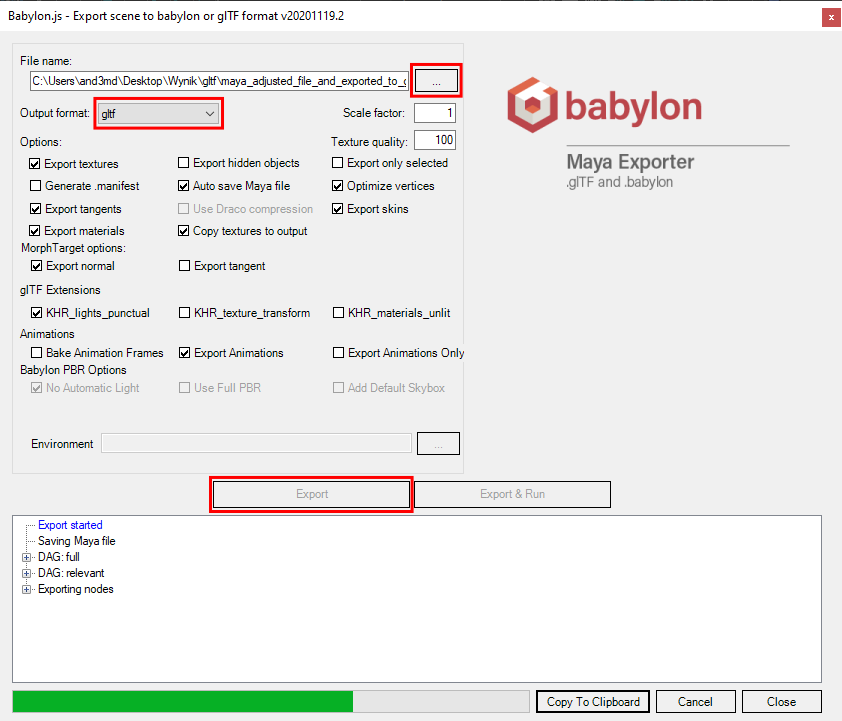 Babylon.js - Export scene to babylon or glTF format v20201119.2
x
File name:
C:\Users\and3md\Desktop\Wynik\gltf\maya_adjusted_file_and_exported_to_g
...
Output format: gltf
Scale factor: 1
Options:
Texture quality: 100
Export textures Export hidden objects Export only selected
Generate .manifest Auto save Maya file Optimize vertices
Export tangents Use Draco compression Export skins
Export materials Copy textures to output
MorphTarget options:
Export normal Export tangent
glTF Extensions
KHR_lights_punctual KHR_texture_transform KHR_materials_unlit
Animations
Bake Animation Frames Export Animations Export Animations Only
Babylon PBR Options
No Automatic Light Use Full PBR Add Default Skybox
Environment ...
babylon
Maya Exporter
.glTF and .babylon
Export Export & Run
Export started
Saving Maya file
DAG: full
DAG: relevant
Exporting nodes
Copy To Clipboard Cancel Close